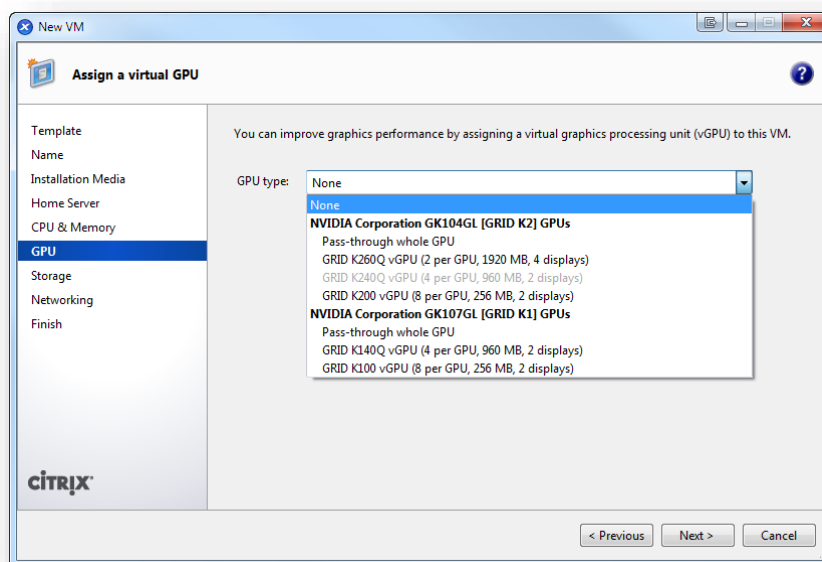 New VM
Assign a virtual GPU
?
Template
Name
Installation Media
Home Server
CPU & Memory
GPU
Storage
Networking
Finish
CİTRIX
You can improve graphics performance by assigning a virtual graphics processing unit (vGPU) to this VM.
GPU type: None
None
NVIDIA Corporation GK104GL [GRID K2] GPUs
Pass-through whole GPU
GRID K260Q vGPU (2 per GPU, 1920 MB, 4 displays)
GRID K240Q vGPU (4 per GPU, 960 MB, 2 displays)
GRID K200 vGPU (8 per GPU, 256 MB, 2 displays)
NVIDIA Corporation GK107GL [GRID K1] GPUs
Pass-through whole GPU
GRID K140Q vGPU (4 per GPU, 960 MB, 2 displays)
GRID K100 vGPU (8 per GPU, 256 MB, 2 displays)
< Previous
Next >
Cancel